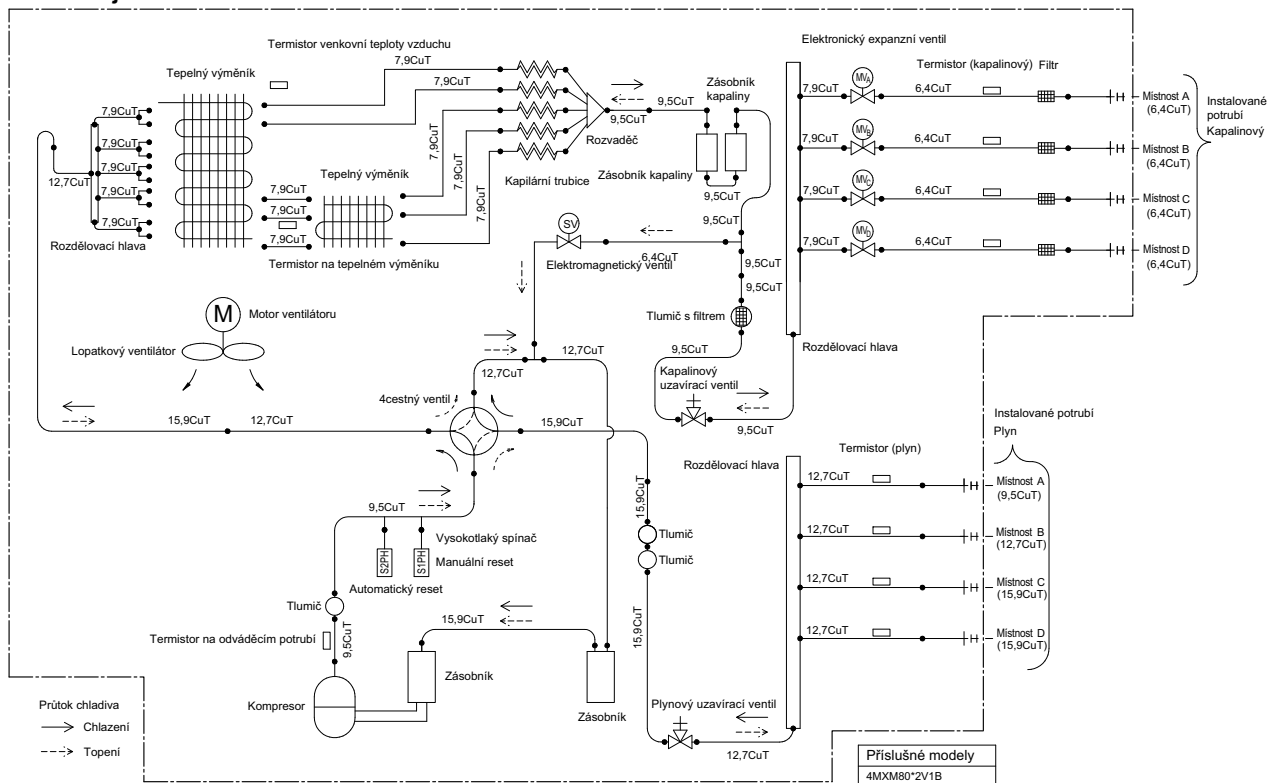 Termistor venkovní teploty vzduchu
7,9CuT
Tepelný výměník
7,9CuT
7,9CuT
7,9CuT
7,9CuT
7,9CuT
7,9CuT
7,9CuT
7,9CuT
7,9CuT
7,9CuT
12,7CuT
Rozdělovací hlava
7,9CuT
7,9CuT
7,9CuT
Tepelný výměník
Termistor na tepelném výměníku
Kapilární trubice
Rozvaděč
9,5CuT
9,5CuT
Zásobník
kapaliny
Zásobník kapaliny
9,5CuT
9,5CuT
SV
6,4CuT
Elektromagnetický ventil
9,5CuT
9,5CuT
Tlumič s filtrem
9,5CuT
Kapalinový
uzavírací ventil
9,5CuT
Rozdělovací hlava
Elektronický expanzní ventil
Termistor (kapalinový)
Filtr
7,9CuT
MVA
6,4CuT
Místnost A
(6,4CuT)
7,9CuT
MVB
6,4CuT
Místnost B
(6,4CuT)
7,9CuT
MVC
6,4CuT
Místnost C
(6,4CuT)
7,9CuT
MVD
6,4CuT
Místnost D
(6,4CuT)
Instalované
potrubí
Kapalinový
M
Motor ventilátoru
Lopatkový ventilátor
15,9CuT
12,7CuT
4cestný ventil
12,7CuT
12,7CuT
15,9CuT
9,5CuT
Vysokotlaký spínač
S2PH
S1PH
Manuální reset
Automatický reset
Tlumič
Termistor na odváděcím potrubí
9,5CuT
Kompresor
15,9CuT
Zásobník
Zásobník
15,9CuT
Tlumič
Tlumič
15,9CuT
Plynový uzavírací ventil
12,7CuT
Rozdělovací hlava
Termistor (plyn)
Instalované potrubí
Plyn
12,7CuT
Místnost A
(9,5CuT)
12,7CuT
Místnost B
(12,7CuT)
12,7CuT
Místnost C
(15,9CuT)
12,7CuT
Místnost D
(15,9CuT)
Průtok chladiva
Chlazení
Topení
Příslušné modely
4MXM80*2V1B